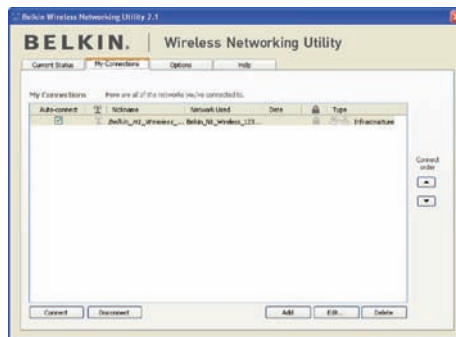 Belkin Wireless Networking Utility 2.1
BELKIN. | Wireless Networking Utility
Current Status My Connections Options Help
My Connections Here are all of the networks you've connected to.
Auto-connect Nickname Network Used Date Type
Belkin_N1_Wireless_... Belkin_N1_Wireless_123... Infrastructure
Connect order
Connect Disconnect Add Edit... Delete